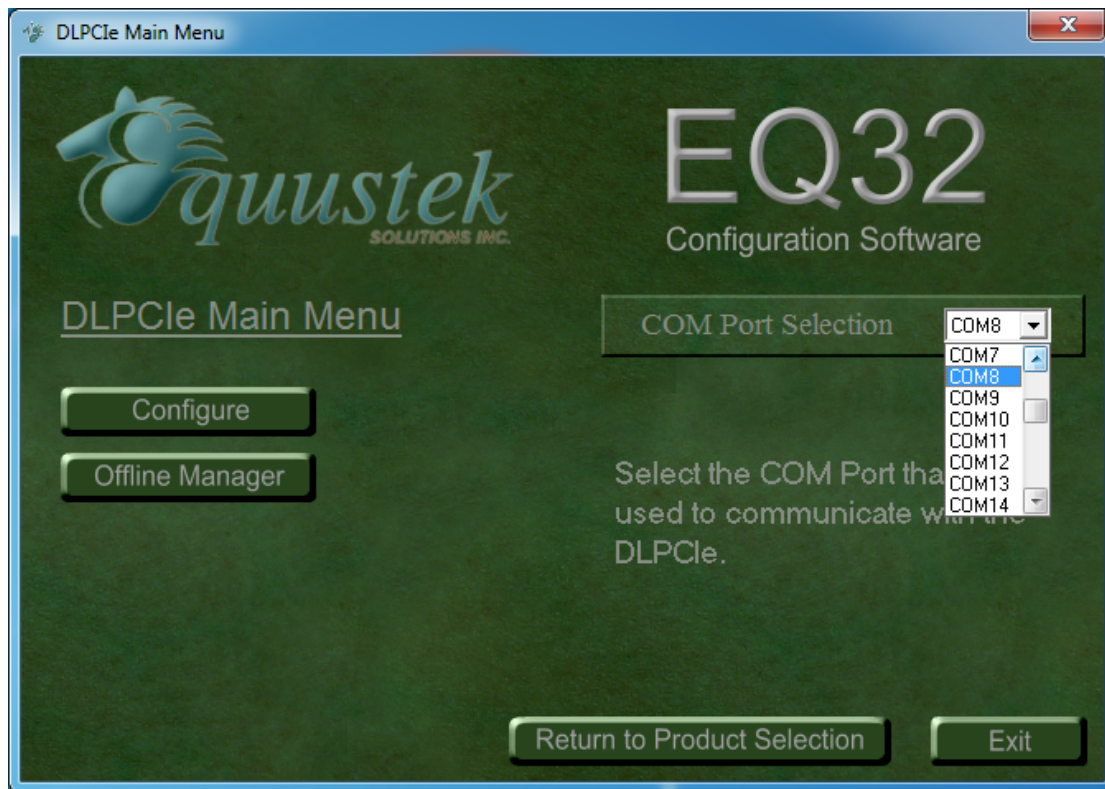 DLPCIe Main Menu
Equustek
SOLUTIONS INC.
EQ32
Configuration Software
DLPCIe Main Menu
COM Port Selection
COM8
COM7
COM8
COM9
COM10
COM11
COM12
COM13
COM14
Configure
Offline Manager
Select the COM Port
used to communicate with the
DLPCIe.
Return to Product Selection
Exit